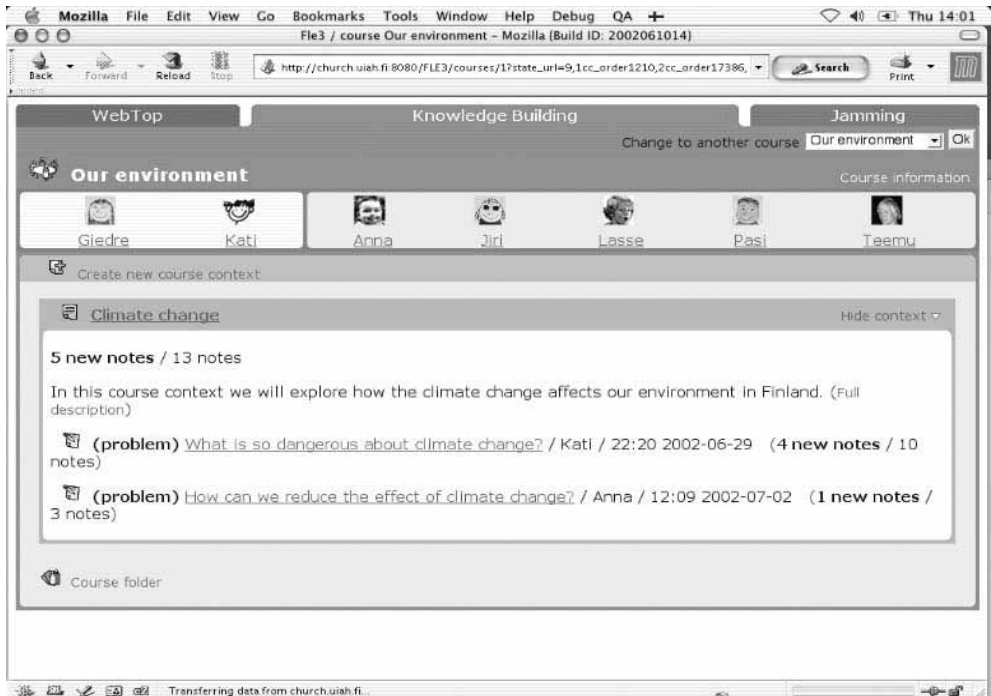 Mozilla File Edit View Go Bookmarks Tools Window Help Debug QA Thu 14:01
Fle3 / course Our environment – Mozilla {Build ID: 2002061014}
Back Forward Reload Stop http://church.uiah.fi:8080/FLE3/courses/1?state_url=9,1cc_order1210,2cc_order17386, Search Print
WebTop Knowledge Building Jamming
Change to another course Our environment Ok
Our environment Course information
Giedre Kati Anna Jiri Lasse Pasi Teemu
Create new course context
Climate change Hide context
5 new notes / 13 notes
In this course context we will explore how the climate change affects our environment in Finland. (Full
description)
(problem) What is so dangerous about climate change? / Kati / 22:20 2002-06-29 (4 new notes / 10
notes)
(problem) How can we reduce the effect of climate change? / Anna / 12:09 2002-07-02 (1 new notes /
3 notes)
Course folder
Transferring data from church.uiah.fi...